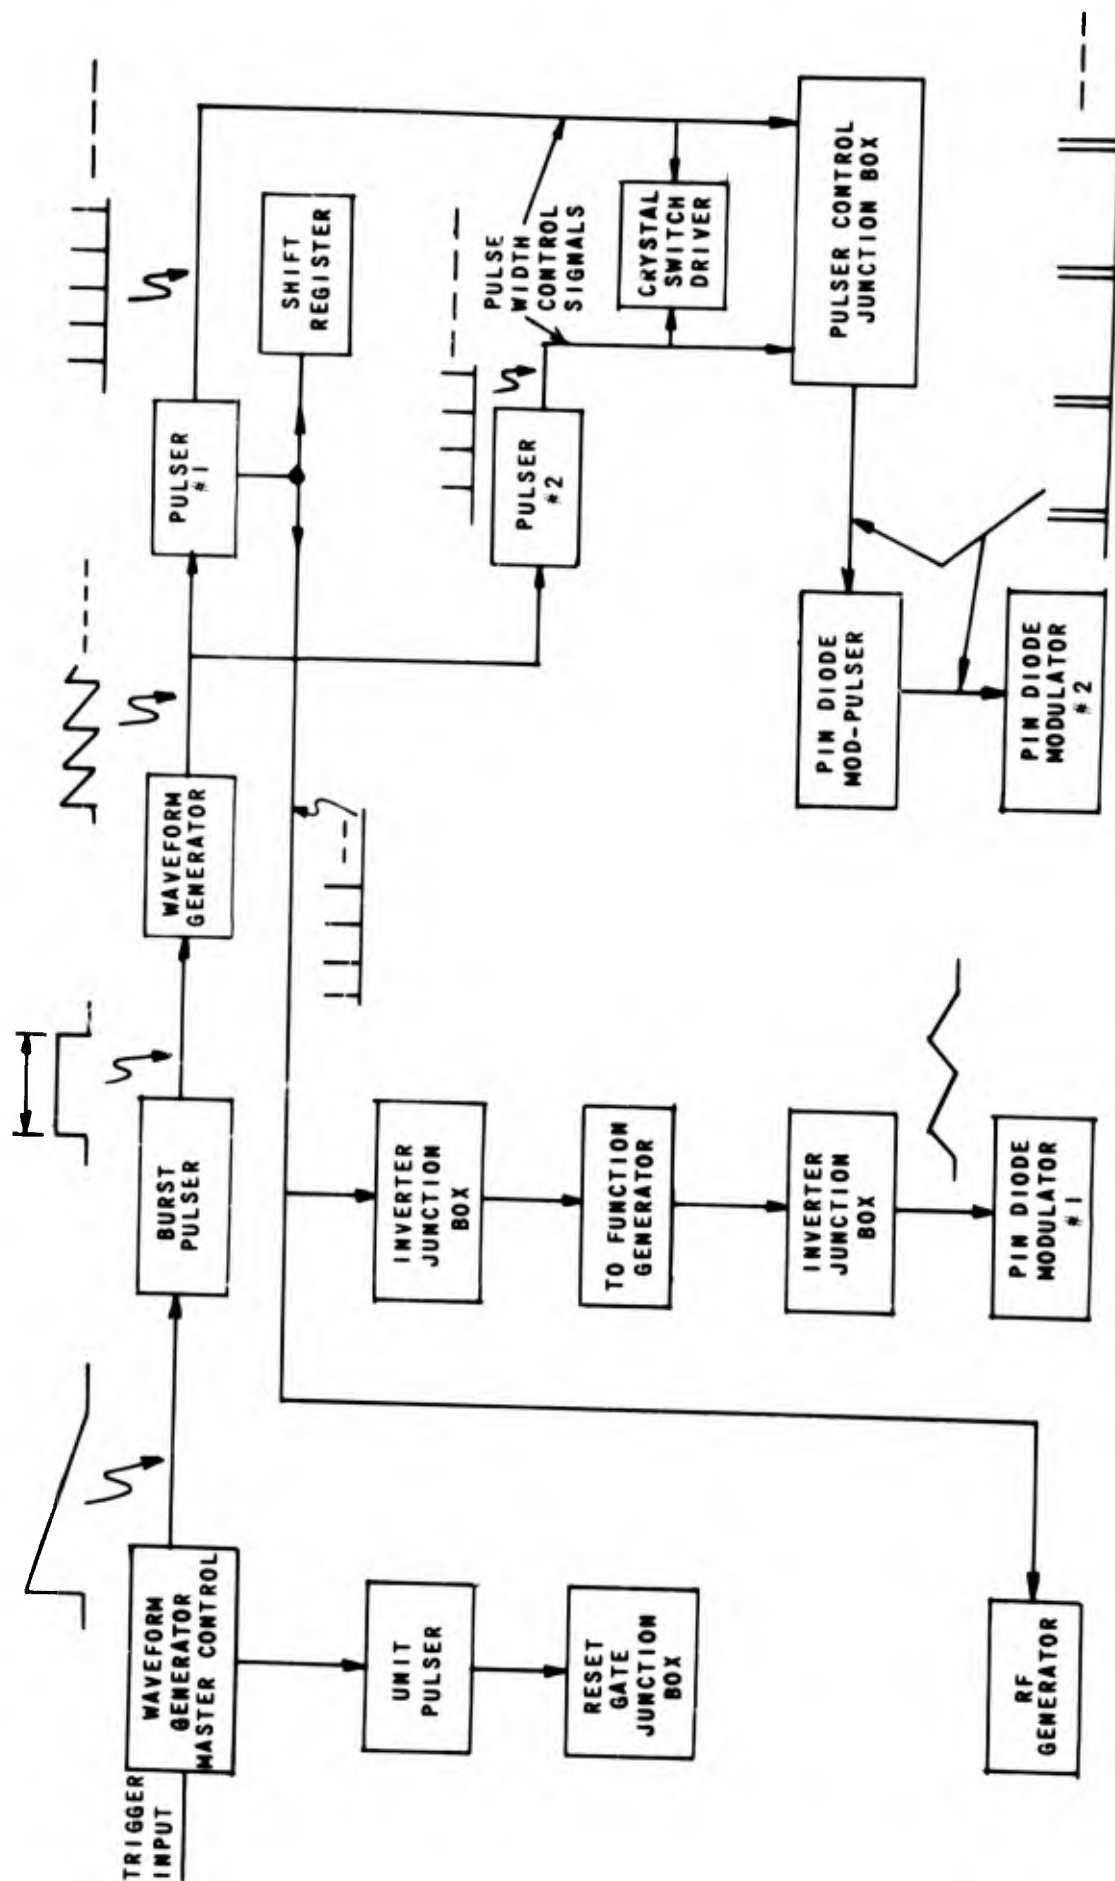 TRIGGER
INPUT
WAVEFORM
GENERATOR
MASTER CONTROL
BURST
PULSER
WAVEFORM
GENERATOR
PULSER
#1
SHIFT
REGISTER
UNIT
PULSER
RESET
GATE
JUNCTION
BOX
INVERTER
JUNCTION
BOX
TO FUNCTION
GENERATOR
INVERTER
JUNCTION
BOX
PIN DIODE
MODULATOR
#1
RF
GENERATOR
PULSER
#2
PULSE
WIDTH
CONTROL
SIGNALS
CRYSTAL
SWITCH
DRIVER
PULSER CONTROL
JUNCTION BOX
PIN DIODE
MOD-PULSER
PIN DIODE
MODULATOR
#2